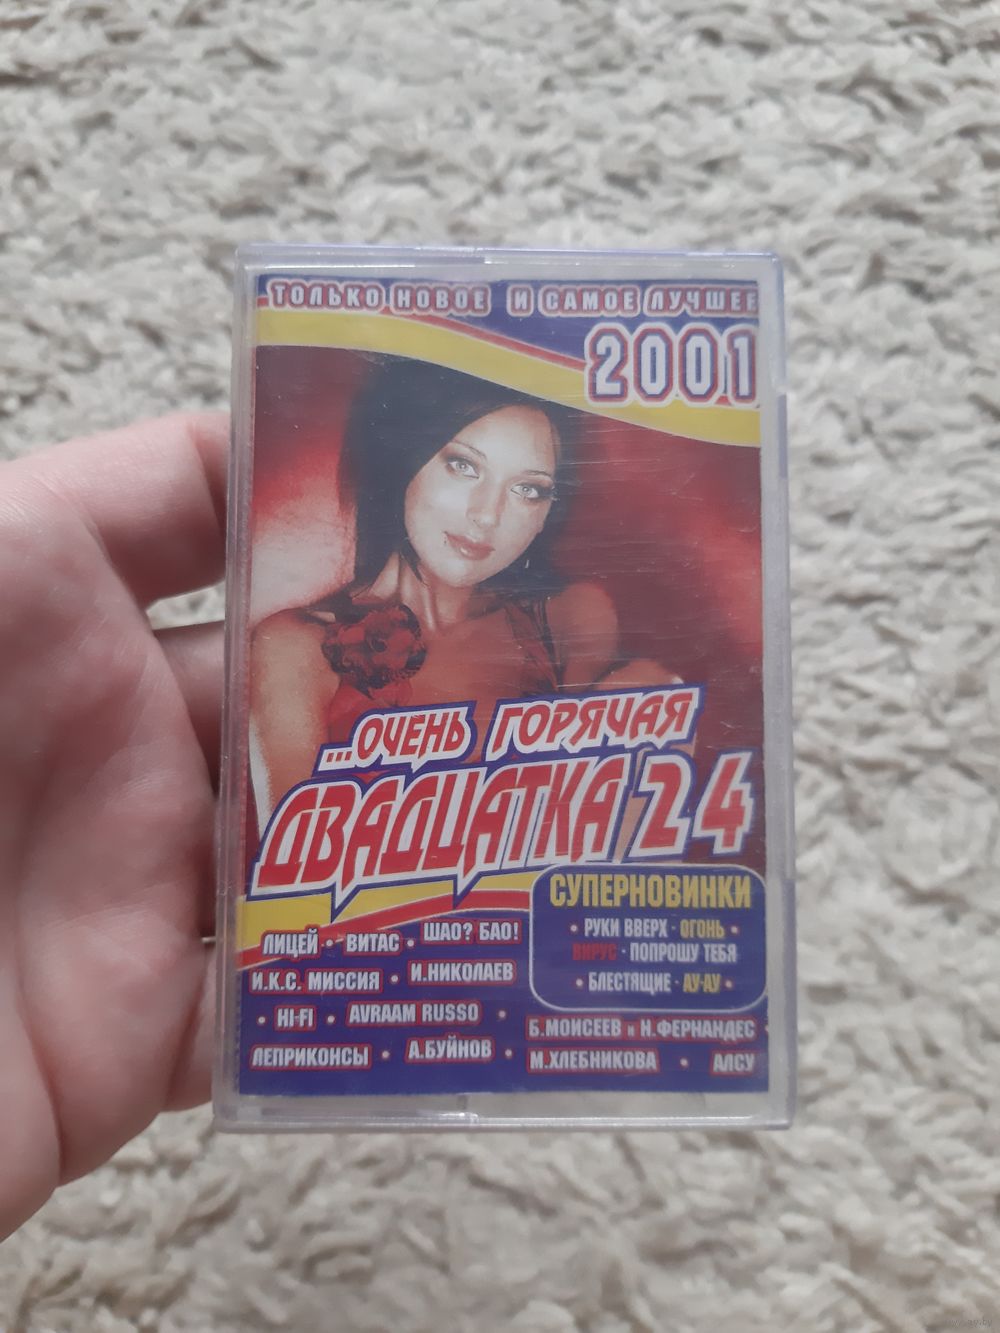 ТОЛЬКО НОВОЕ И САМОЕ ЛУЧШЕЕ
2001
...ОЧЕНЬ ГОРЯЧАЯ
ДВАДЦАТКА 24
СУПЕРНОВИНКИ
• РУКИ ВВЕРХ · ОГОНЬ •
ВИРУС · ПОПРОШУ ТЕБЯ
• БЛЕСТЯЩИЕ · АУ-АУ •
ЛИЦЕЙ • ВИТАС • ШАО? БАО!
И.К.С. МИССИЯ • И.НИКОЛАЕВ
• HI-FI • AVRAAM RUSSO •
Б.МОИСЕЕВ и Н.ФЕРНАНДЕС •
ЛЕПРИКОНСЫ • А.БУЙНОВ •
М.ХЛЕБНИКОВА • АЛСУ